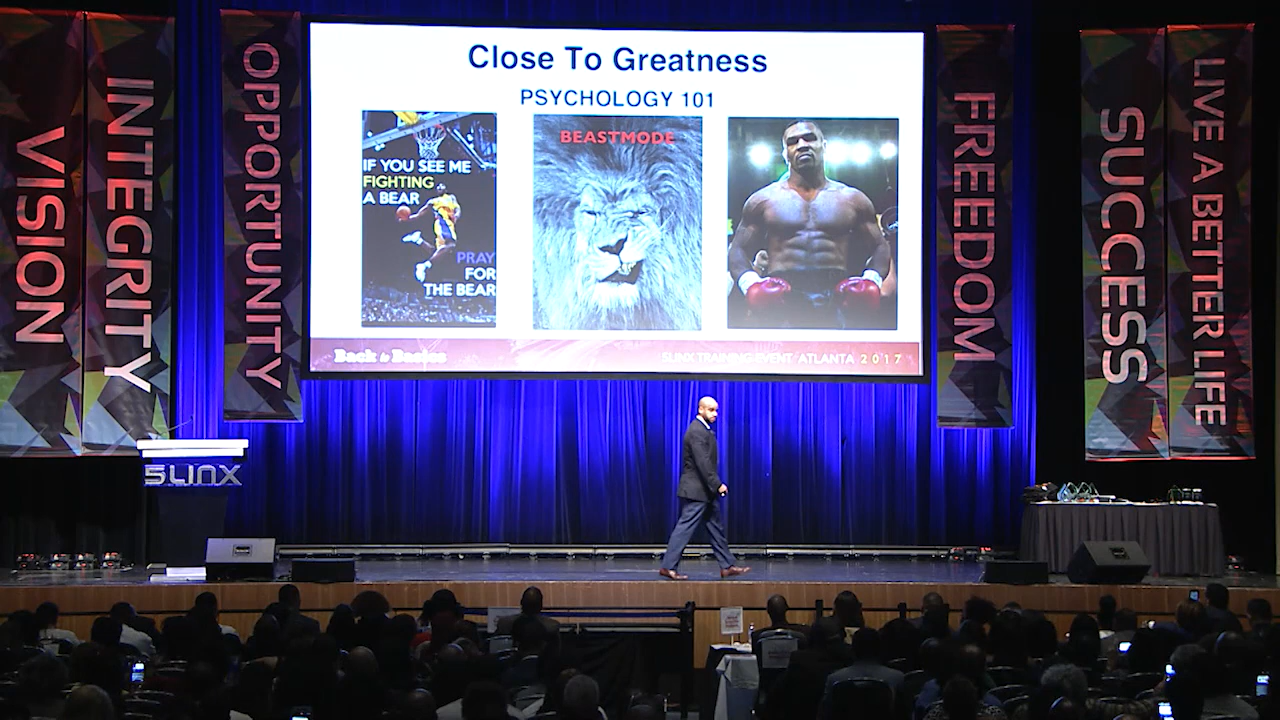 VISION
INTEGRITY
OPPORTUNITY
Close To Greatness
PSYCHOLOGY 101
IF YOU SEE ME
FIGHTING
A BEAR
PRAY
FOR
THE BEAR
BEASTMODE
Back to Basics
5LINX TRAINING EVENT ATLANTA 2017
FREEDOM
SUCCESS
LIVE A BETTER LIFE
5LINX